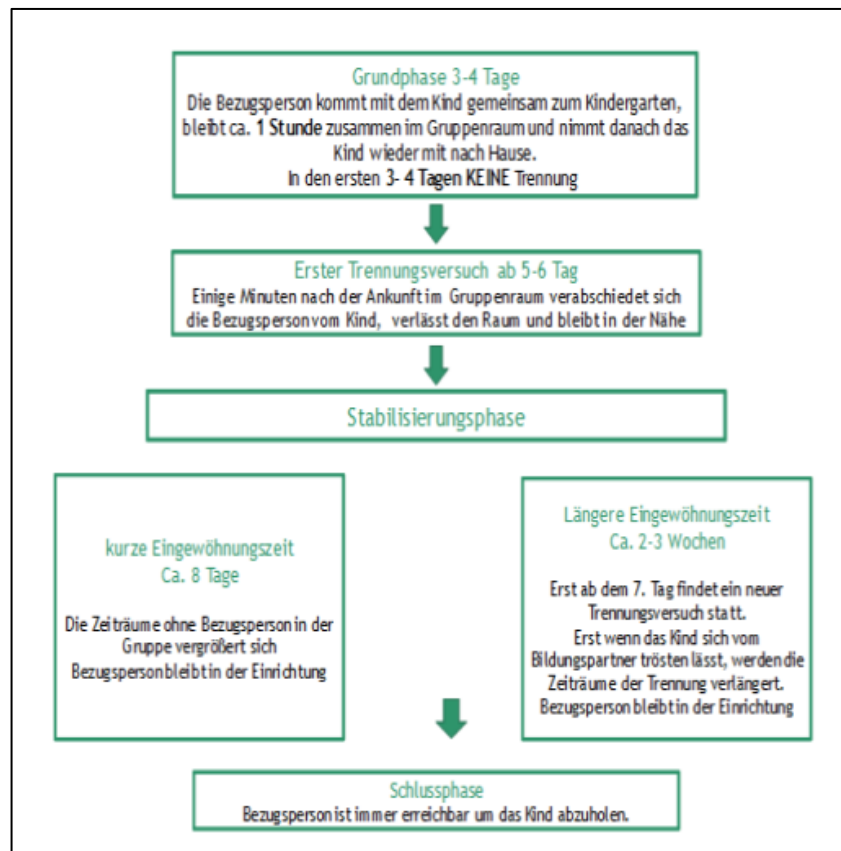 Grundphase 3-4 Tage
Die Bezugsperson kommt mit dem Kind gemeinsam zum Kindergarten,
bleibt ca. 1 Stunde zusammen im Gruppenraum und nimmt danach das
Kind wieder mit nach Hause.
In den ersten 3- 4 Tagen KEINE Trennung
Erster Trennungsversuch ab 5-6 Tag
Einige Minuten nach der Ankunft im Gruppenraum verabschiedet sich
die Bezugsperson vom Kind, verlässt den Raum und bleibt in der Nähe
Stabilisierungsphase
kurze Eingewöhnungszeit
Ca. 8 Tage
Die Zeiträume ohne Bezugsperson in der
Gruppe vergrößert sich
Bezugsperson bleibt in der Einrichtung
Längere Eingewöhnungszeit
Ca. 2-3 Wochen
Erst ab dem 7. Tag findet ein neuer
Trennungsversuch statt.
Erst wenn das Kind sich vom
Bildungspartner trösten lässt, werden die
Zeiträume der Trennung verlängert.
Bezugsperson bleibt in der Einrichtung
Schlussphase
Bezugsperson ist immer erreichbar um das Kind abzuholen.